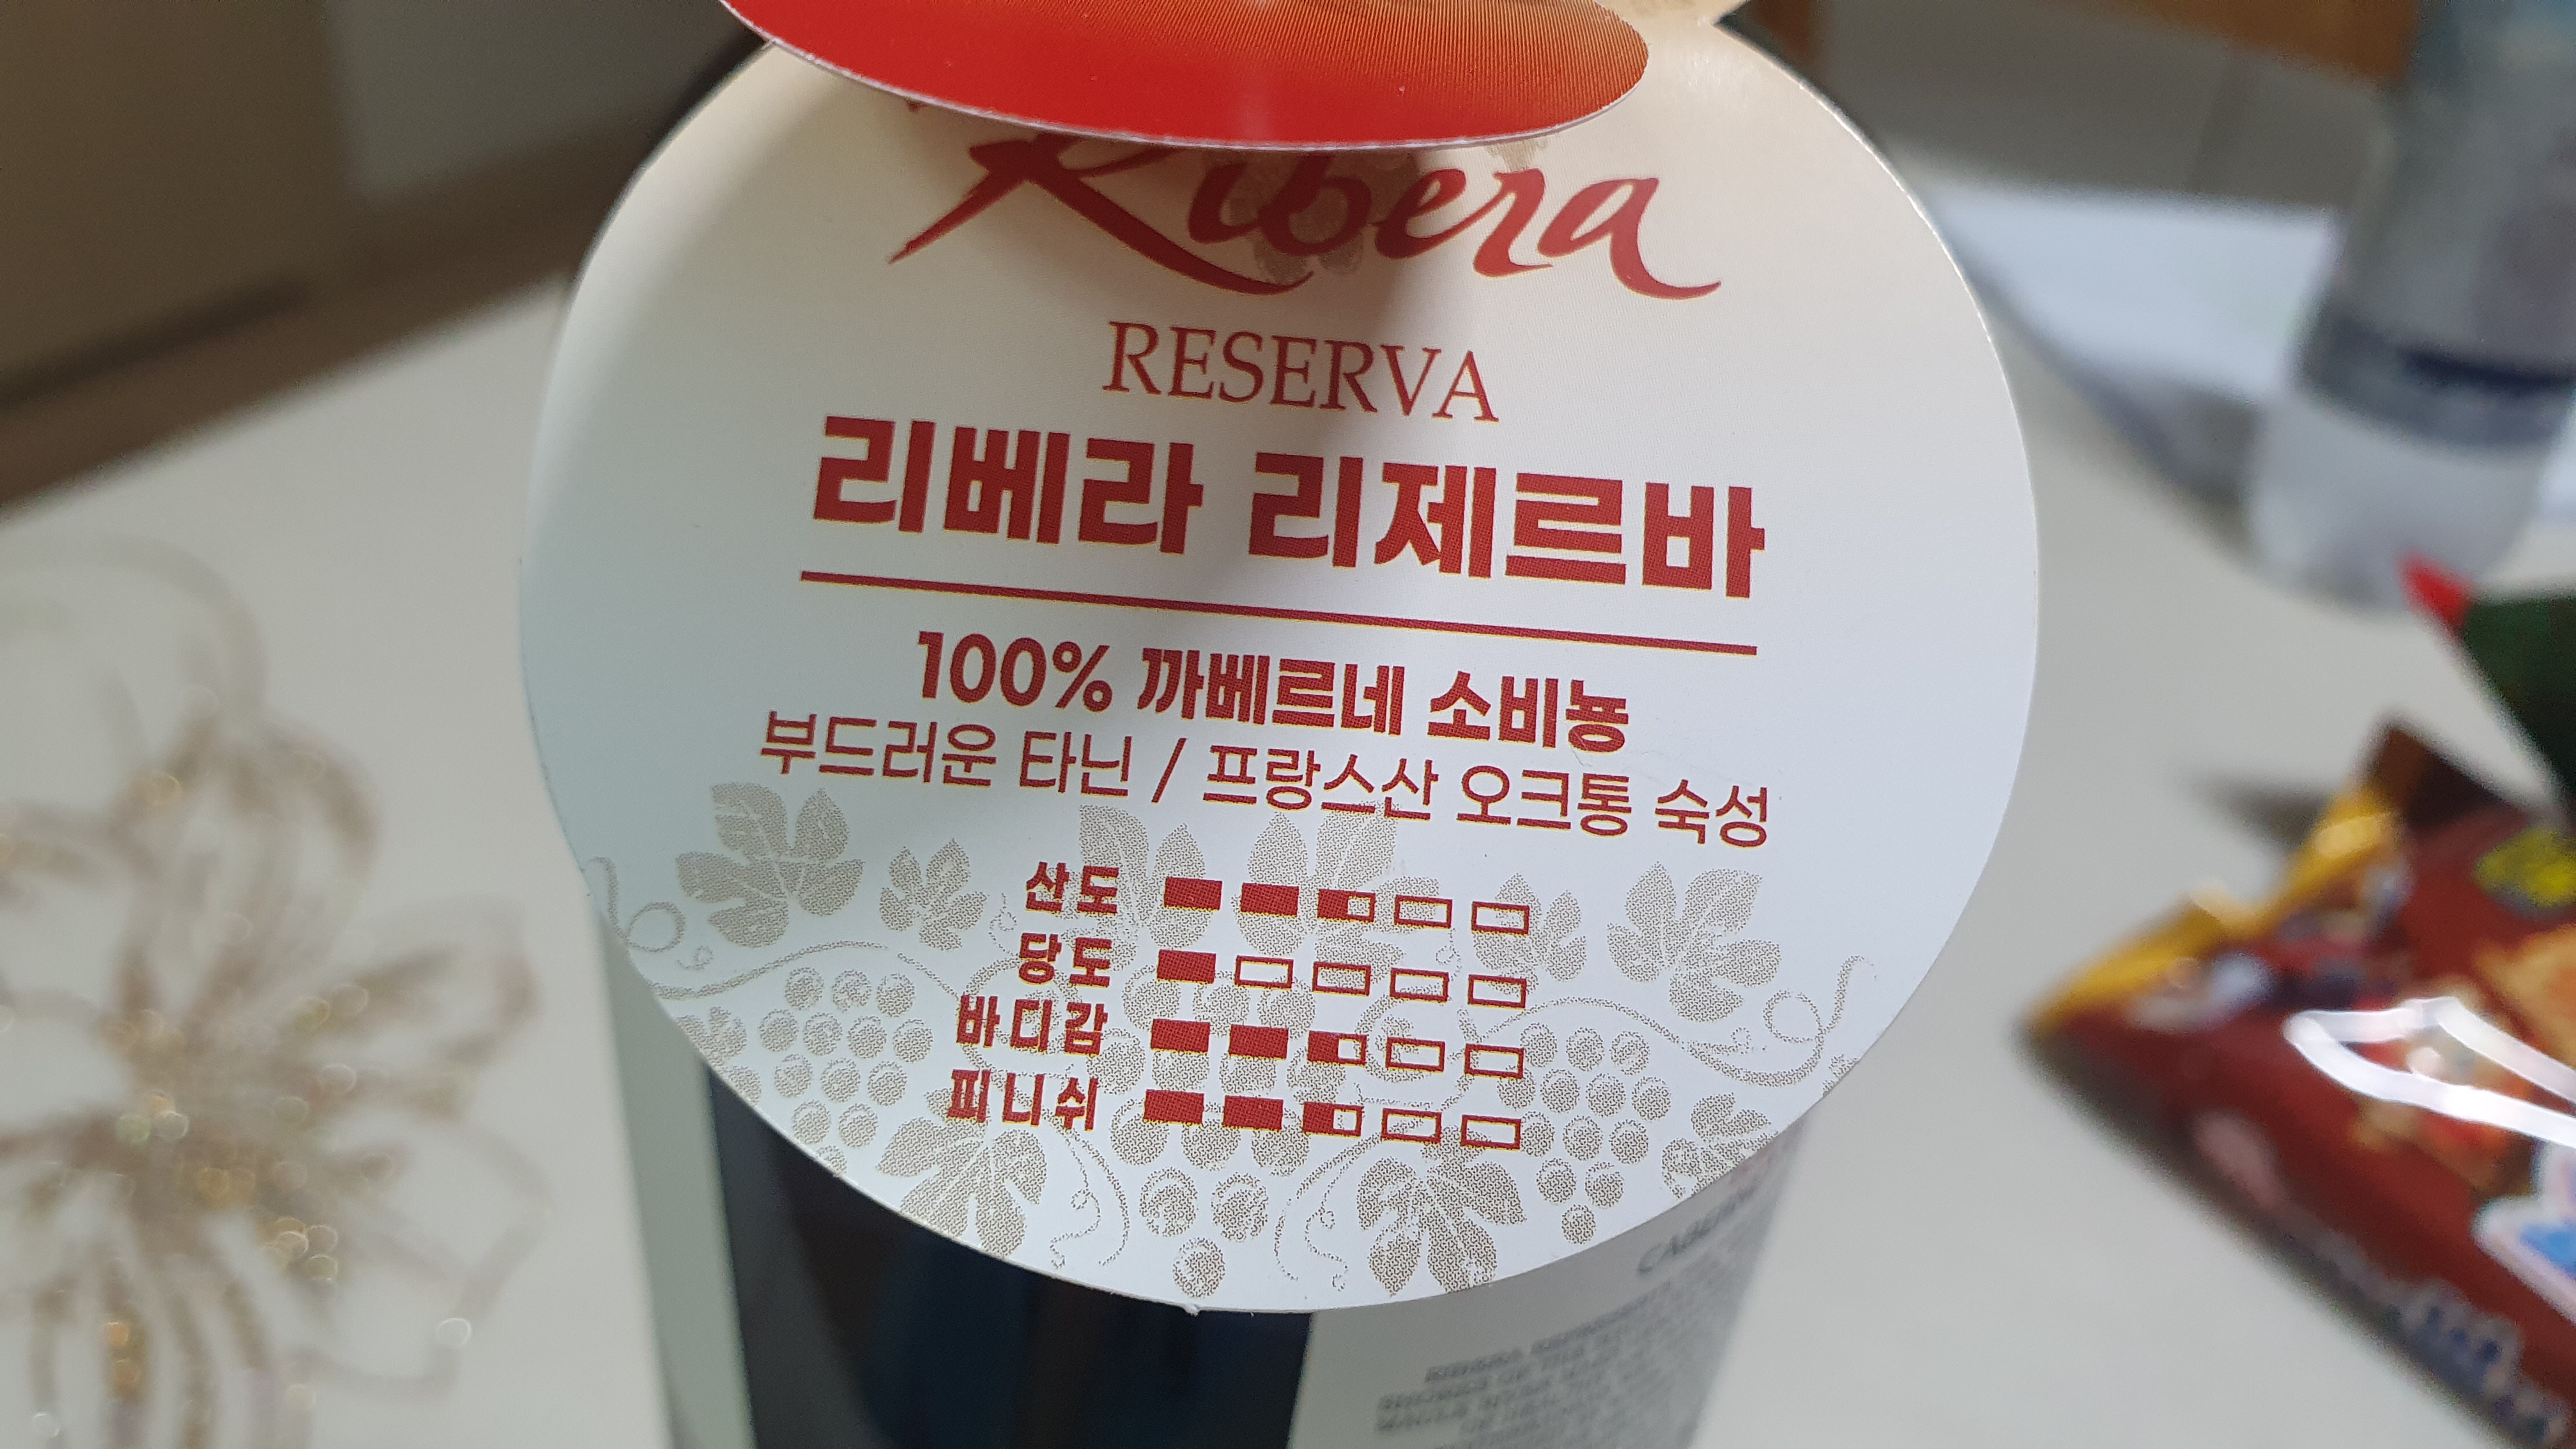 Ribera
RESERVA
리베라 리제르바
100% 까베르네 소비뇽
부드러운 타닌 / 프랑스산 오크통 숙성
산도
당도
바디감
피니쉬